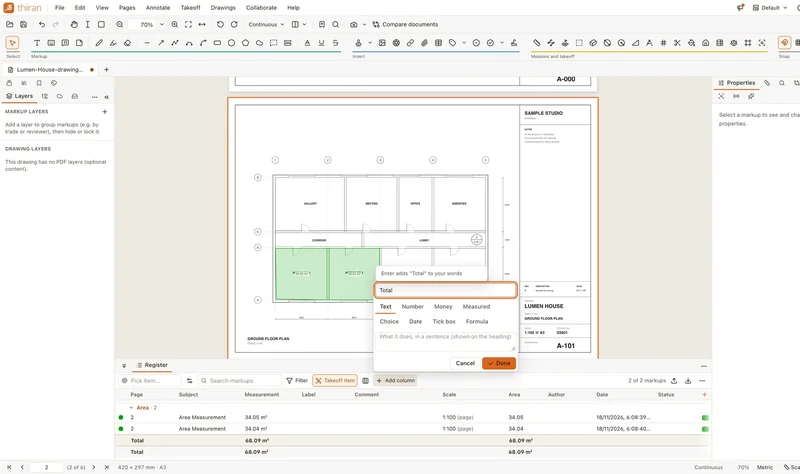 thiran File Edit View Pages Annotate Takeoff Drawings Collaborate Help Default
70% Continuous Compare documents
Select Markup Insert Measure and takeoff Snap
Lumen-House-drawing...
Layers
MARKUP LAYERS
Add a layer to group markups (e.g. by
trade or reviewer), then hide or lock it.
DRAWING LAYERS
This drawing has no PDF layers (optional
content).
A-000
SAMPLE STUDIO
GALLERY MEETING OFFICE AMENITIES
CORRIDOR LOBBY
GROUND FLOOR PLAN
LUMEN HOUSE
GROUND FLOOR PLAN
1:100 @ A3
A-101
Enter adds "Total" to your words
Total
Text Number Money Measured
Choice Date Tick box Formula
What it does, in a sentence (shown on the heading)
Cancel Done
Properties
Select a markup to see and cha
properties.
Register
Pick item... Search markups Filter Takeoff item Add column 2 of 2 markups
Page Subject Measurement Label Comment Scale Area Author Date Status
Area · 2
2 Area Measurement 34.05 m² 1:100 (page) 34.05 18/11/2026, 6:08:39...
2 Area Measurement 34.04 m² 1:100 (page) 34.04 18/11/2026, 6:08:40...
Total 68.09 m² 68.09 m²
Total 68.09 m² 68.09 m²
2 (2 of 6) 420 × 297 mm · A3 Continuous 70% Metric Sca